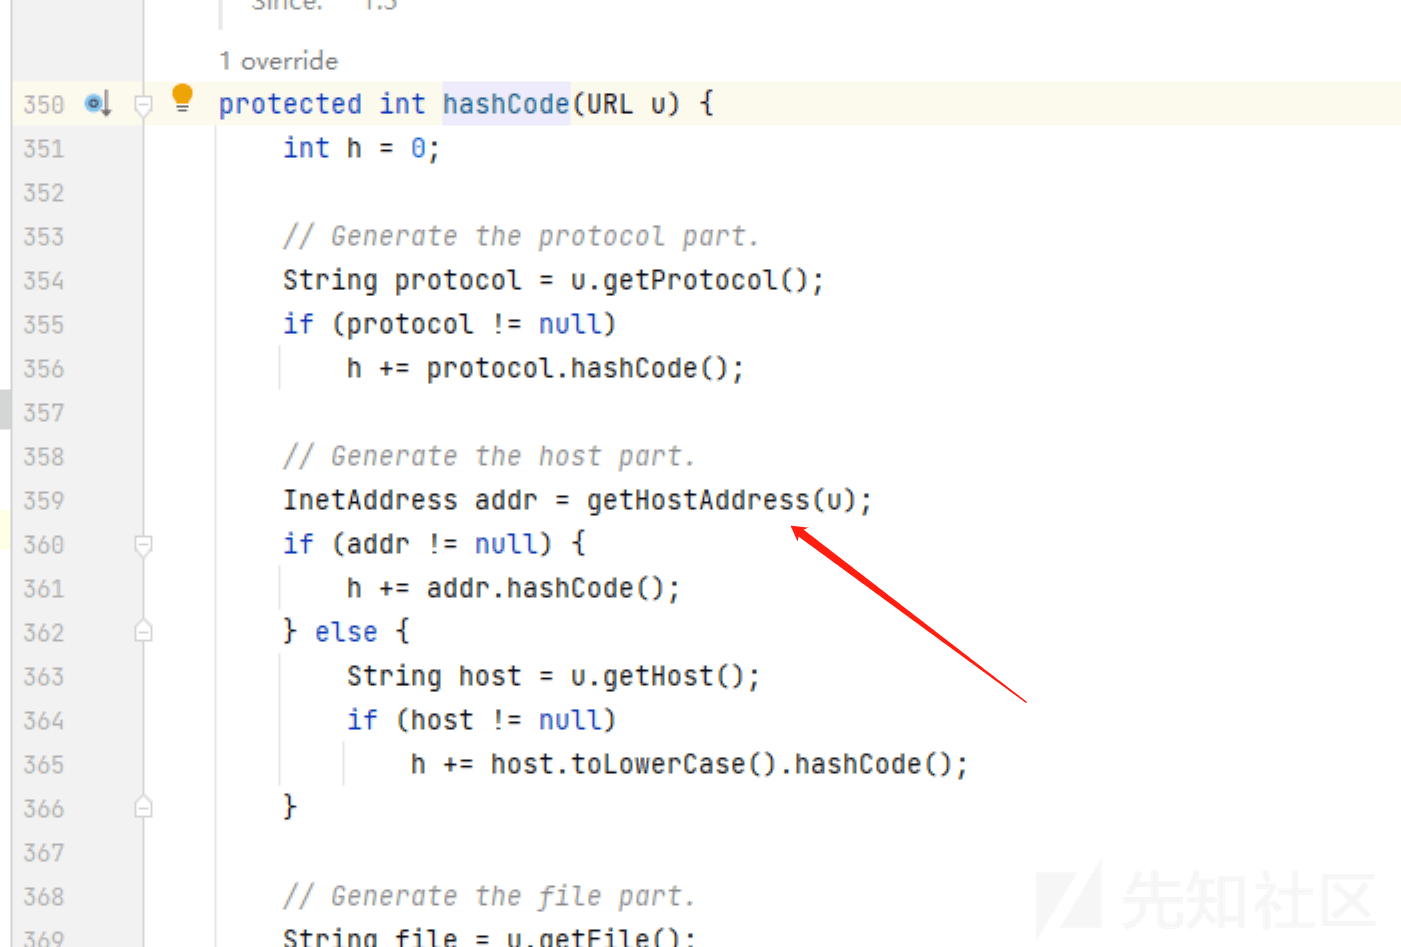 Since: 1.5
1 override
350 protected int hashCode(URL u) {
351 int h = 0;
352
353 // Generate the protocol part.
354 String protocol = u.getProtocol();
355 if (protocol != null)
356 h += protocol.hashCode();
357
358 // Generate the host part.
359 InetAddress addr = getHostAddress(u);
360 if (addr != null) {
361 h += addr.hashCode();
362 } else {
363 String host = u.getHost();
364 if (host != null)
365 h += host.toLowerCase().hashCode();
366 }
367
368 // Generate the file part.
369 String file = u.getFile();
先知社区